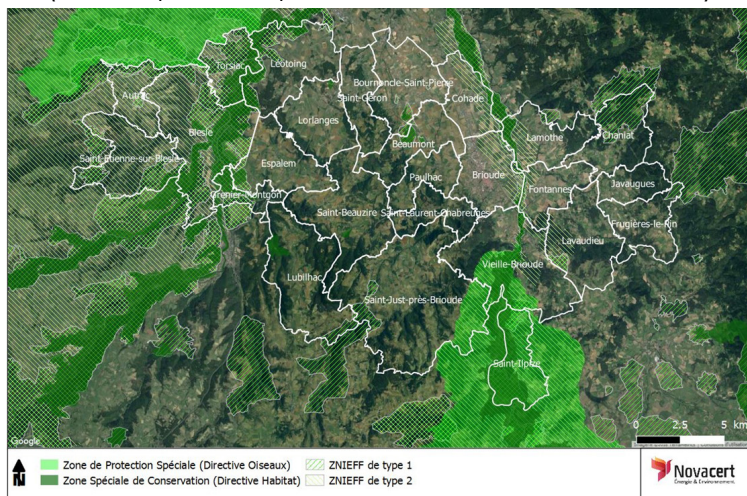 Torsiac
Léotoing
Autrac
Bournoncle-Saint-Pierre
Saint-Géron
Cohade
Blesle
Lorlanges
Lamothe
Chaniat
Beaumont
Saint-Etienne-sur-Blesle
Espalem
Paulhac
Brioude
Grenier-Montgon
Fontannes
Javaugues
Saint-Beauzire
Saint-Laurent-Chabreuges
Frugières-le-Pin
Lavaudieu
Vieille-Brioude
Lubilhac
Saint-Just-près-Brioude
Saint-Ilpize
Google
0 2.5 5 km
N
Zone de Protection Spéciale (Directive Oiseaux)
Zone Spéciale de Conservation (Directive Habitat)
ZNIEFF de type 1
ZNIEFF de type 2
Novacert
Energie & Environnement